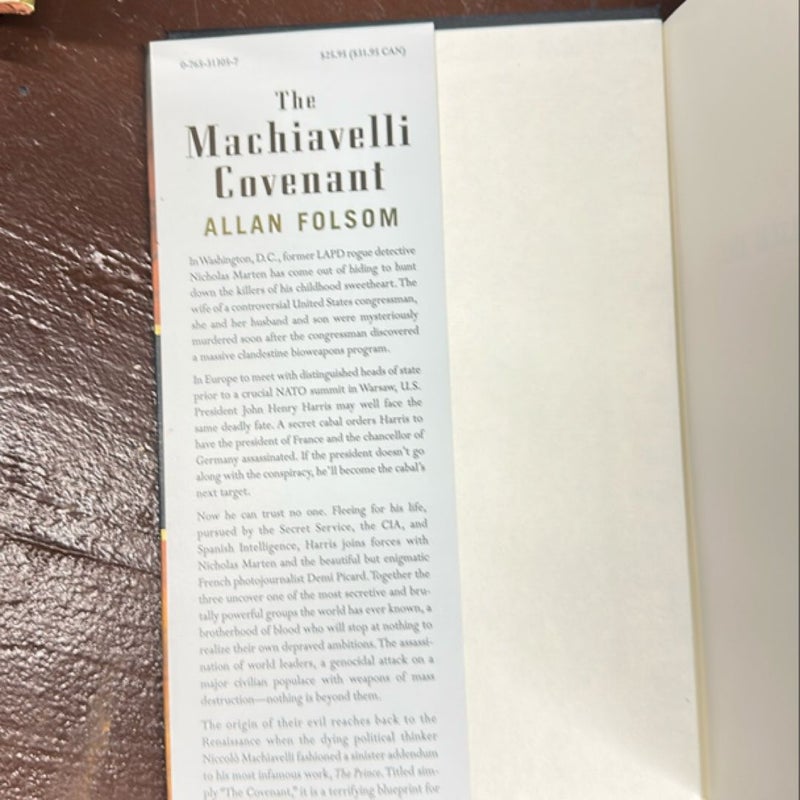 0-765-31305-7
$25.95 ($31.95 CAN)
The
Machiavelli
Covenant
ALLAN FOLSOM
In Washington, D.C., former LAPD rogue detective
Nicholas Marten has come out of hiding to hunt
down the killers of his childhood sweetheart. The
wife of a controversial United States congressman,
she and her husband and son were mysteriously
murdered soon after the congressman discovered
a massive clandestine bioweapons program.
In Europe to meet with distinguished heads of state
prior to a crucial NATO summit in Warsaw, U.S.
President John Henry Harris may well face the
same deadly fate. A secret cabal orders Harris to
have the president of France and the chancellor of
Germany assassinated. If the president doesn't go
along with the conspiracy, he'll become the cabal's
next target.
Now he can trust no one. Fleeing for his life,
pursued by the Secret Service, the CIA, and
Spanish Intelligence, Harris joins forces with
Nicholas Marten and the beautiful but enigmatic
French photojournalist Demi Picard. Together the
three uncover one of the most secretive and bru-
tally powerful groups the world has ever known, a
brotherhood of blood who will stop at nothing to
realize their own depraved ambitions. The assassi-
nation of world leaders, a genocidal attack on a
major civilian populace with weapons of mass
destruction—nothing is beyond them.
The origin of their evil reaches back to the
Renaissance when the dying political thinker
Niccolò Machiavelli fashioned a sinister addendum
to his most infamous work, The Prince. Titled sim-
ply "The Covenant," it is a terrifying blueprint for